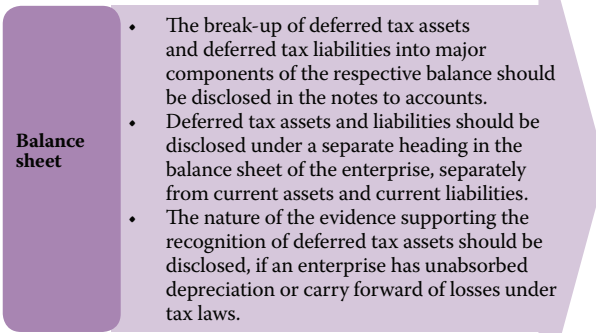 Balance
sheet
• The break-up of deferred tax assets
and deferred tax liabilities into major
components of the respective balance should
be disclosed in the notes to accounts.
• Deferred tax assets and liabilities should be
disclosed under a separate heading in the
balance sheet of the enterprise, separately
from current assets and current liabilities.
• The nature of the evidence supporting the
recognition of deferred tax assets should be
disclosed, if an enterprise has unabsorbed
depreciation or carry forward of losses under
tax laws.